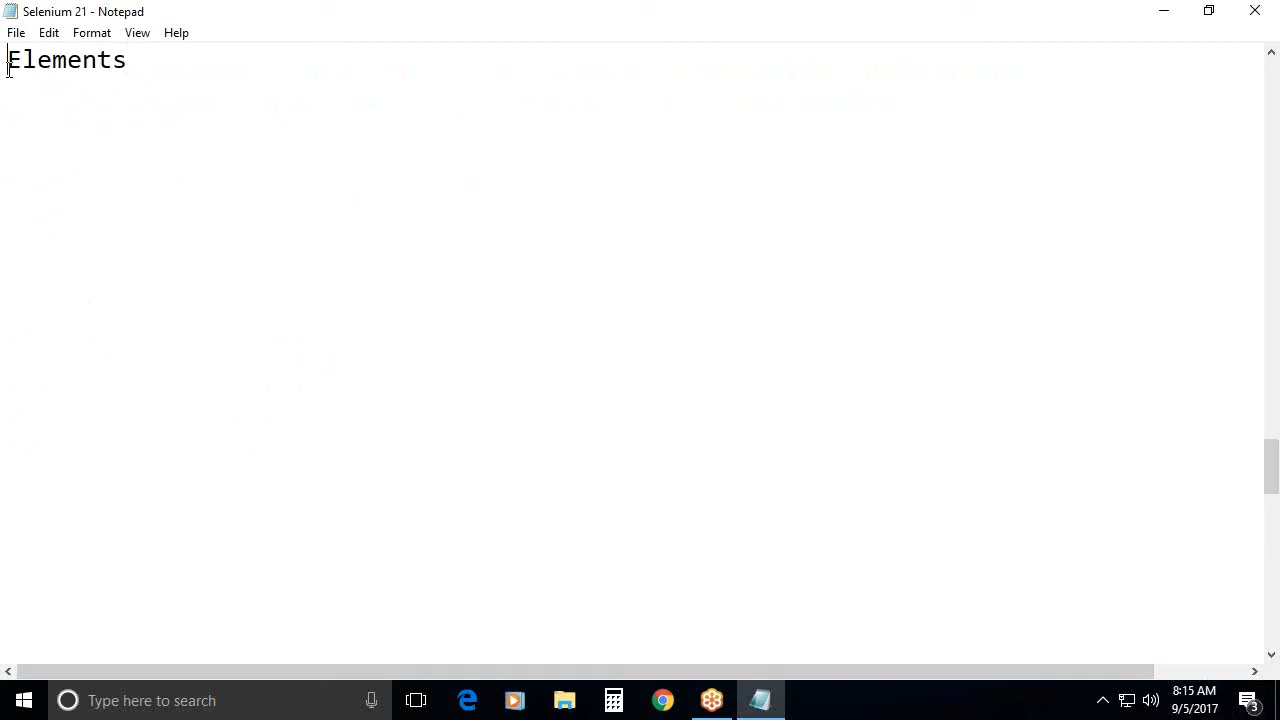 Selenium 21 - Notepad
File Edit Format View Help
Elements
Type here to search
8:15 AM
9/5/2017
3